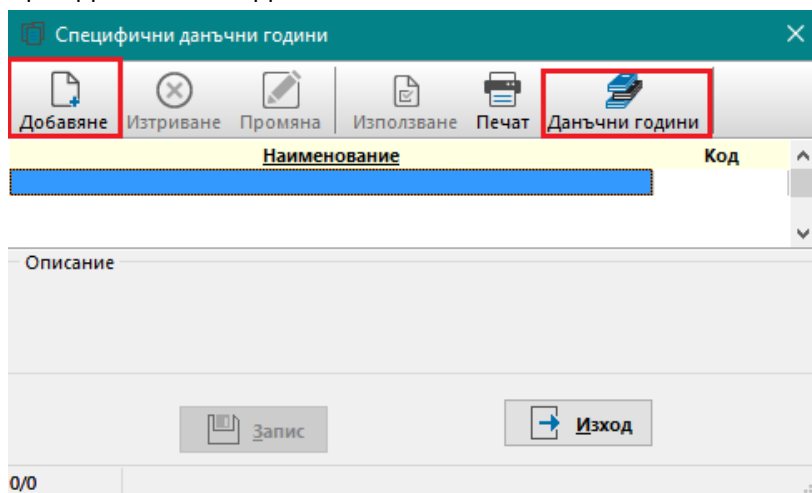 Специфични данъчни години
Добавяне Изтриване Промяна Използване Печат Данъчни години
Наименование Код
Описание
Запис Изход
0/0